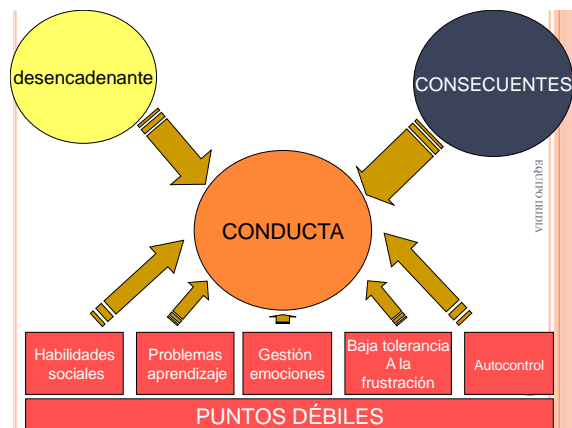 desencadenante
CONSECUENTES
EQUIPO IRIDIA
CONDUCTA
Habilidades
sociales
Problemas
aprendizaje
Gestión
emociones
Baja tolerancia
A la
frustración
Autocontrol
PUNTOS DÉBILES